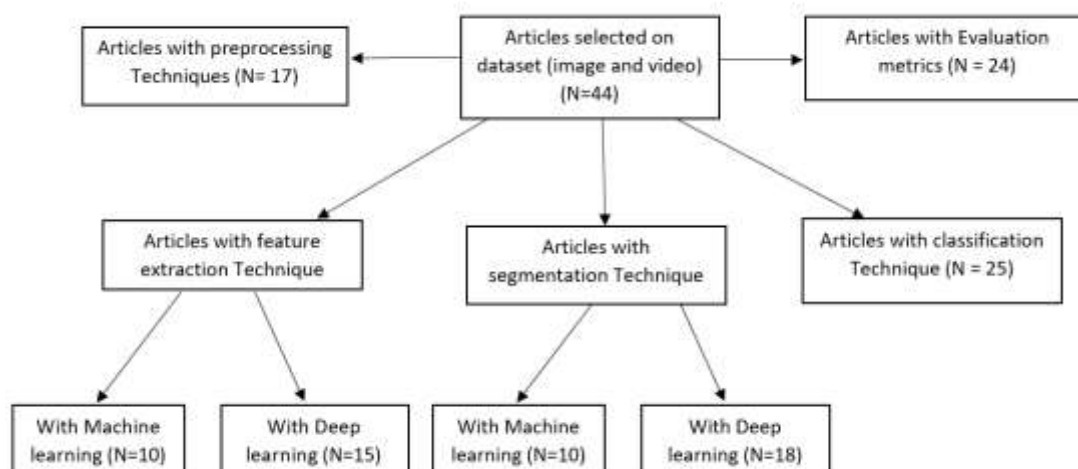 Articles with preprocessing
Techniques (N= 17)
Articles selected on
dataset (image and video)
(N=44)
Articles with Evaluation
metrics (N = 24)
Articles with feature
extraction Technique
Articles with
segmentation Technique
Articles with classification
Technique (N = 25)
With Machine
learning (N=10)
With Deep
learning (N=15)
With Machine
learning (N=10)
With Deep
learning (N=18)